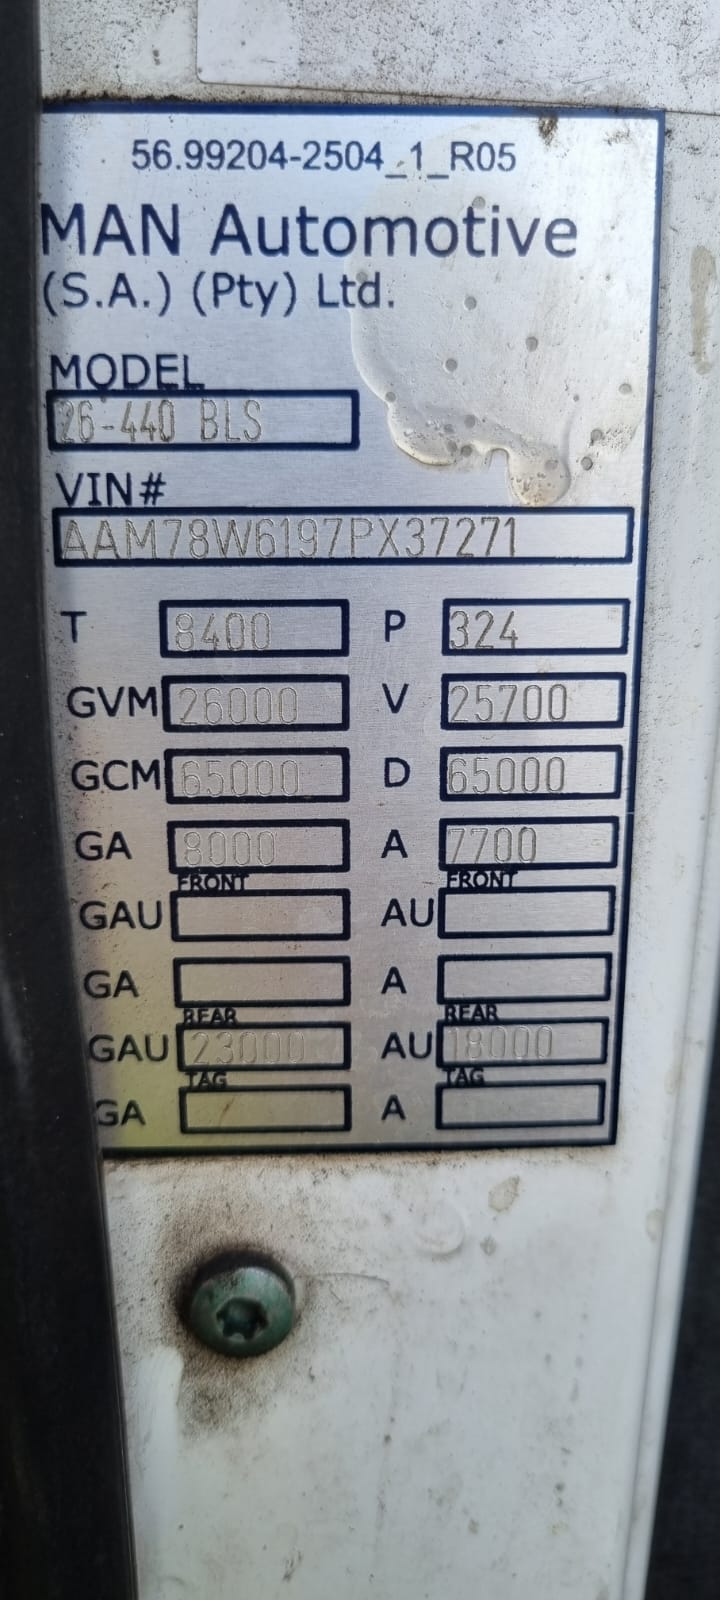 56.99204-2504_1_R05
MAN Automotive
(S.A.) (Pty) Ltd.
MODEL
26-440 BLS
VIN#
AAM78W6197PX37271
T 8400 P 324
GVM 26000 V 25700
GCM 65000 D 65000
GA 8000 A 7700
FRONT FRONT
GAU AU
GA A
REAR REAR
GAU 23000 AU 18000
TAG TAG
GA A